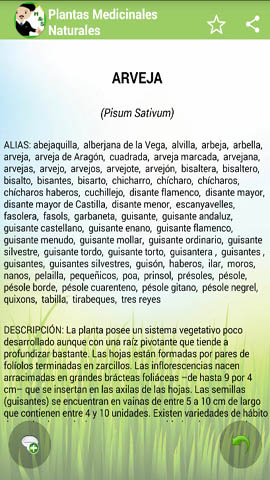 Plantas Medicinales
Naturales
ARVEJA
(Pisum Sativum)
ALIAS: abejaquilla, alberjana de la Vega, alvilla, arbeja, arbella,
arveja, arveja de Aragón, cuadrada, arveja marcada, arvejana,
arvejas, arvejo, arvejos, arvejote, arvejón, bisaltera, bisaltero,
bisalto, bisantes, bisarto, chicharro, chícharo, chícharos,
chícharos haberos, cuchillejo, disante flamenco, disante mayor,
disante mayor de Castilla, disante menor, escanyavelles,
fasolera, fasols, garbaneta, guisante, guisante andaluz,
guisante castellano, guisante enano, guisante flamenco,
guisante menudo, guisante mollar, guisante ordinario, guisante
silvestre, guisante tordo, guisante torto, guisantera , guisantes ,
guisantes, guisantes silvestres, guisón, haberos, ilar, moros,
nanos, pelailla, pequeñicos, poa, prinsol, présoles, pésole,
pésole borde, pésole cuarenteno, pésole gitano, pésole negrel,
quixons, tabilla, tirabeques, tres reyes
DESCRIPCIÓN: La planta posee un sistema vegetativo poco
desarrollado aunque con una raíz pivotante que tiende a
profundizar bastante. Las hojas están formadas por pares de
folíolos terminadas en zarcillos. Las inflorescencias nacen
arracimadas en grandes brácteas foliáceas –de hasta 9 por 4
cm– que se insertan en las axilas de las hojas. Las semillas
(guisantes) se encuentran en vainas de entre 5 a 10 cm de largo
que contienen entre 4 y 10 unidades. Existen variedades de hábito